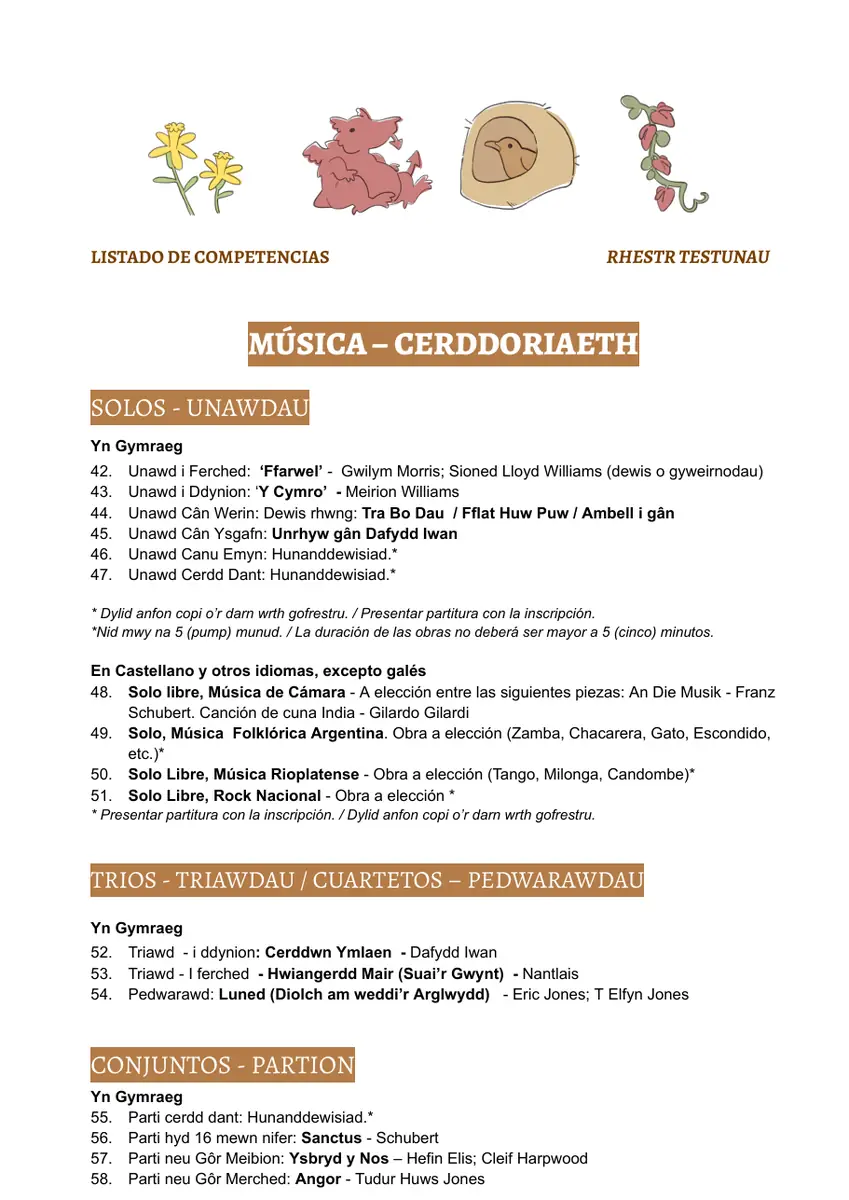 LISTADO DE COMPETENCIAS
RHESTR TESTUNAU
MÚSICA – CERDDORIAETH
SOLOS - UNAWDAU
Yn Gymraeg
42. Unawd i Ferched: ‘Ffarwel’ - Gwilym Morris; Sioned Lloyd Williams (dewis o gyweirnodau)
43. Unawd i Ddynion: ‘Y Cymro’ - Meirion Williams
44. Unawd Cân Werin: Dewis rhwng: Tra Bo Dau / Fflat Huw Puw / Ambell i gân
45. Unawd Cân Ysgafn: Unrhyw gân Dafydd Iwan
46. Unawd Canu Emyn: Hunanddewisiad.*
47. Unawd Cerdd Dant: Hunanddewisiad.*
* Dylid anfon copi o’r darn wrth gofrestru. / Presentar partitura con la inscripción.
*Nid mwy na 5 (pump) munud. / La duración de las obras no deberá ser mayor a 5 (cinco) minutos.
En Castellano y otros idiomas, excepto galés
48. Solo libre, Música de Cámara - A elección entre las siguientes piezas: An Die Musik - Franz
Schubert. Canción de cuna India - Gilardo Gilardi
49. Solo, Música Folklórica Argentina. Obra a elección (Zamba, Chacarera, Gato, Escondido,
etc.)*
50. Solo Libre, Música Rioplatense - Obra a elección (Tango, Milonga, Candombe)*
51. Solo Libre, Rock Nacional - Obra a elección *
* Presentar partitura con la inscripción. / Dylid anfon copi o’r darn wrth gofrestru.
TRIOS - TRIAWDAU / CUARTETOS – PEDWARAWDAU
Yn Gymraeg
52. Triawd - i ddynion: Cerddwn Ymlaen - Dafydd Iwan
53. Triawd - I ferched - Hwiangerdd Mair (Suai’r Gwynt) - Nantlais
54. Pedwarawd: Luned (Diolch am weddi’r Arglwydd) - Eric Jones; T Elfyn Jones
CONJUNTOS - PARTION
Yn Gymraeg
55. Parti cerdd dant: Hunanddewisiad.*
56. Parti hyd 16 mewn nifer: Sanctus - Schubert
57. Parti neu Gôr Meibion: Ysbryd y Nos – Hefin Elis; Cleif Harpwood
58. Parti neu Gôr Merched: Angor - Tudur Huws Jones